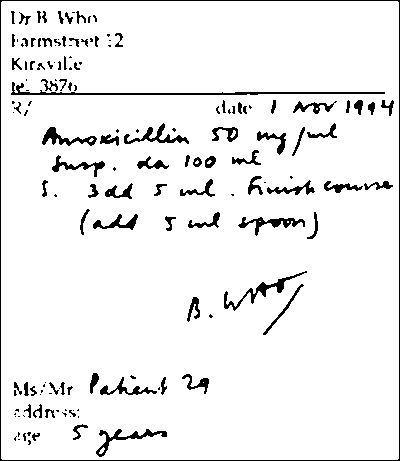 Dr B. Who
Farmstreet 12
Kirkville
tel. 3876
R/ date 1 Nov 1994
Amoxicillin 50 mg/ml
Susp. da 100 ml
S. 3dd 5 ml. Finish course
(add 5 ml spoon)
B. Who
Ms/Mr Patient 29
address:
age 5 years